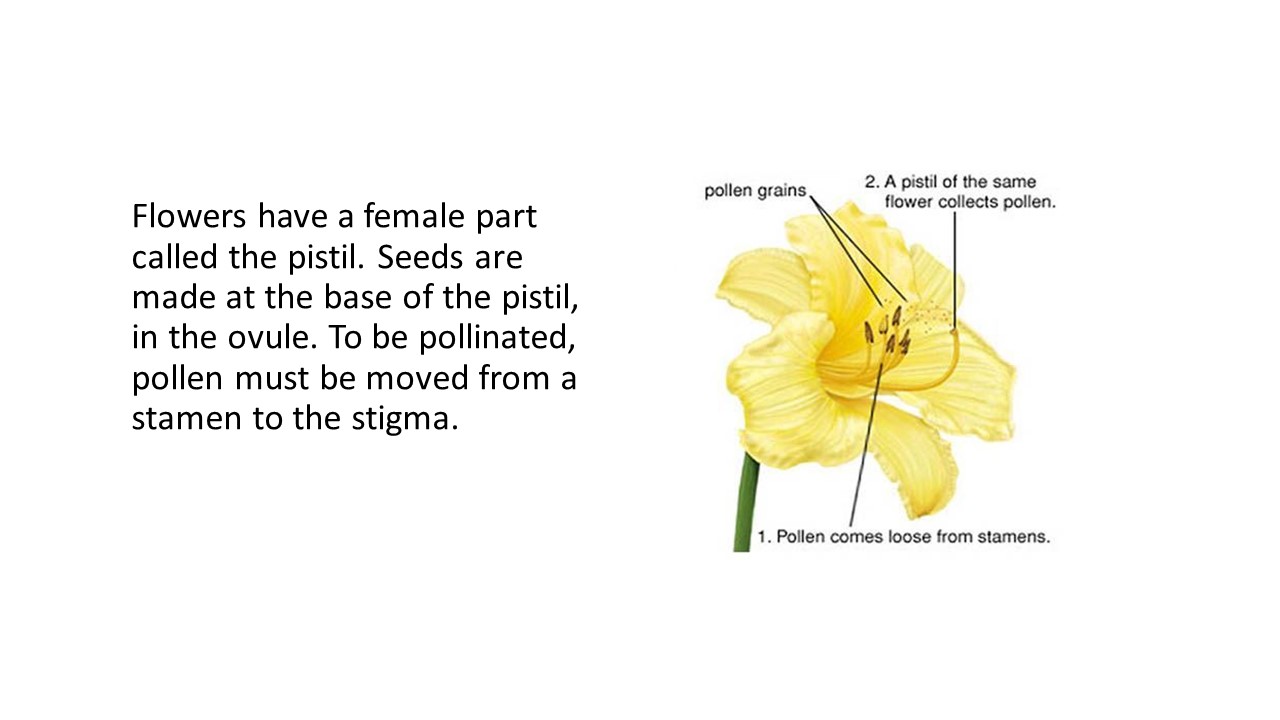 Flowers have a female part
called the pistil. Seeds are
made at the base of the pistil,
in the ovule. To be pollinated,
pollen must be moved from a
stamen to the stigma.
pollen grains
2. A pistil of the same
flower collects pollen.
1. Pollen comes loose from stamens.